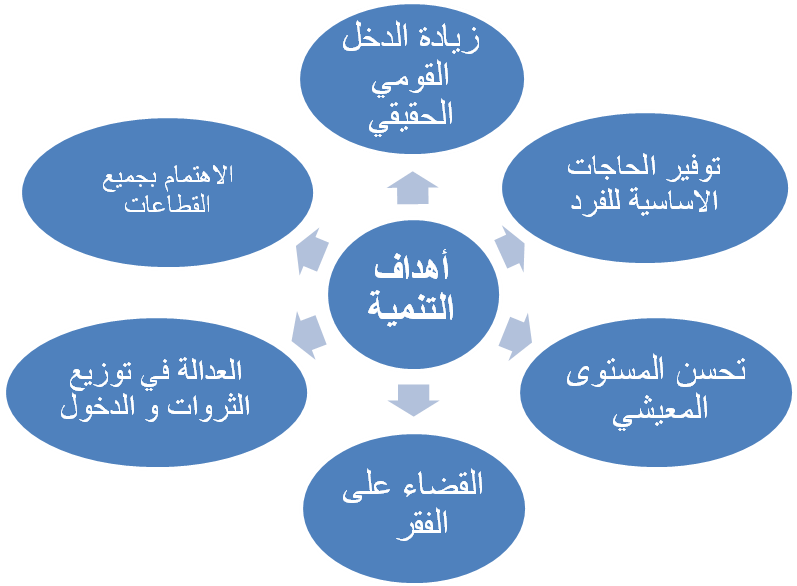 زيادة الدخل
القومي
الحقيقي
توفير الحاجات
الاساسية للفرد
الاهتمام بجميع
القطاعات
أهداف
التنمية
تحسن المستوى
المعيشي
العدالة في توزيع
الثروات و الدخول
القضاء على
الفقر